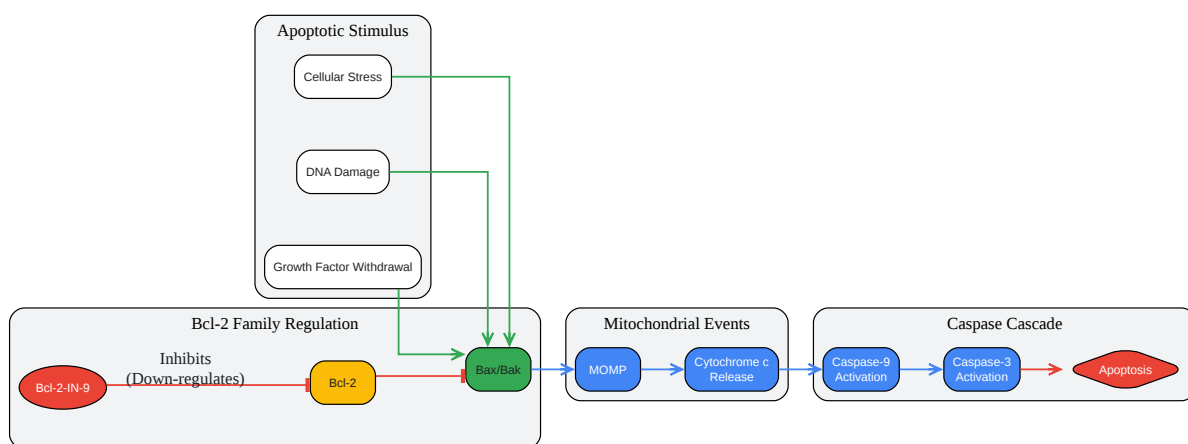 Apoptotic Stimulus
Cellular Stress
DNA Damage
Growth Factor Withdrawal
Bcl-2 Family Regulation
Inhibits
(Down-regulates)
Bcl-2-IN-9
Bcl-2
Bax/Bak
Mitochondrial Events
MOMP
Cytochrome c
Release
Caspase Cascade
Caspase-9
Activation
Caspase-3
Activation
Apoptosis